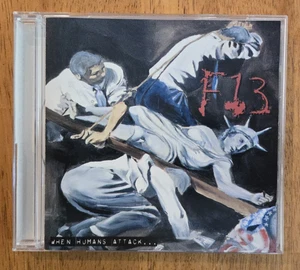 F13
WHEN HUMANS ATTACK...